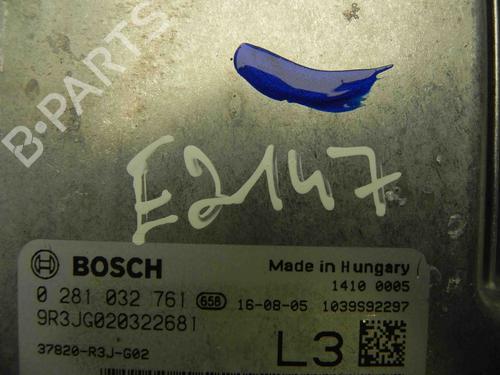 B-PARTS
E2147
BOSCH
Made in Hungary
1410 0005
0 281 032 761 65B 16-08-05 1039S92297
9R3JG020322681
37820-R3J-G02
L3